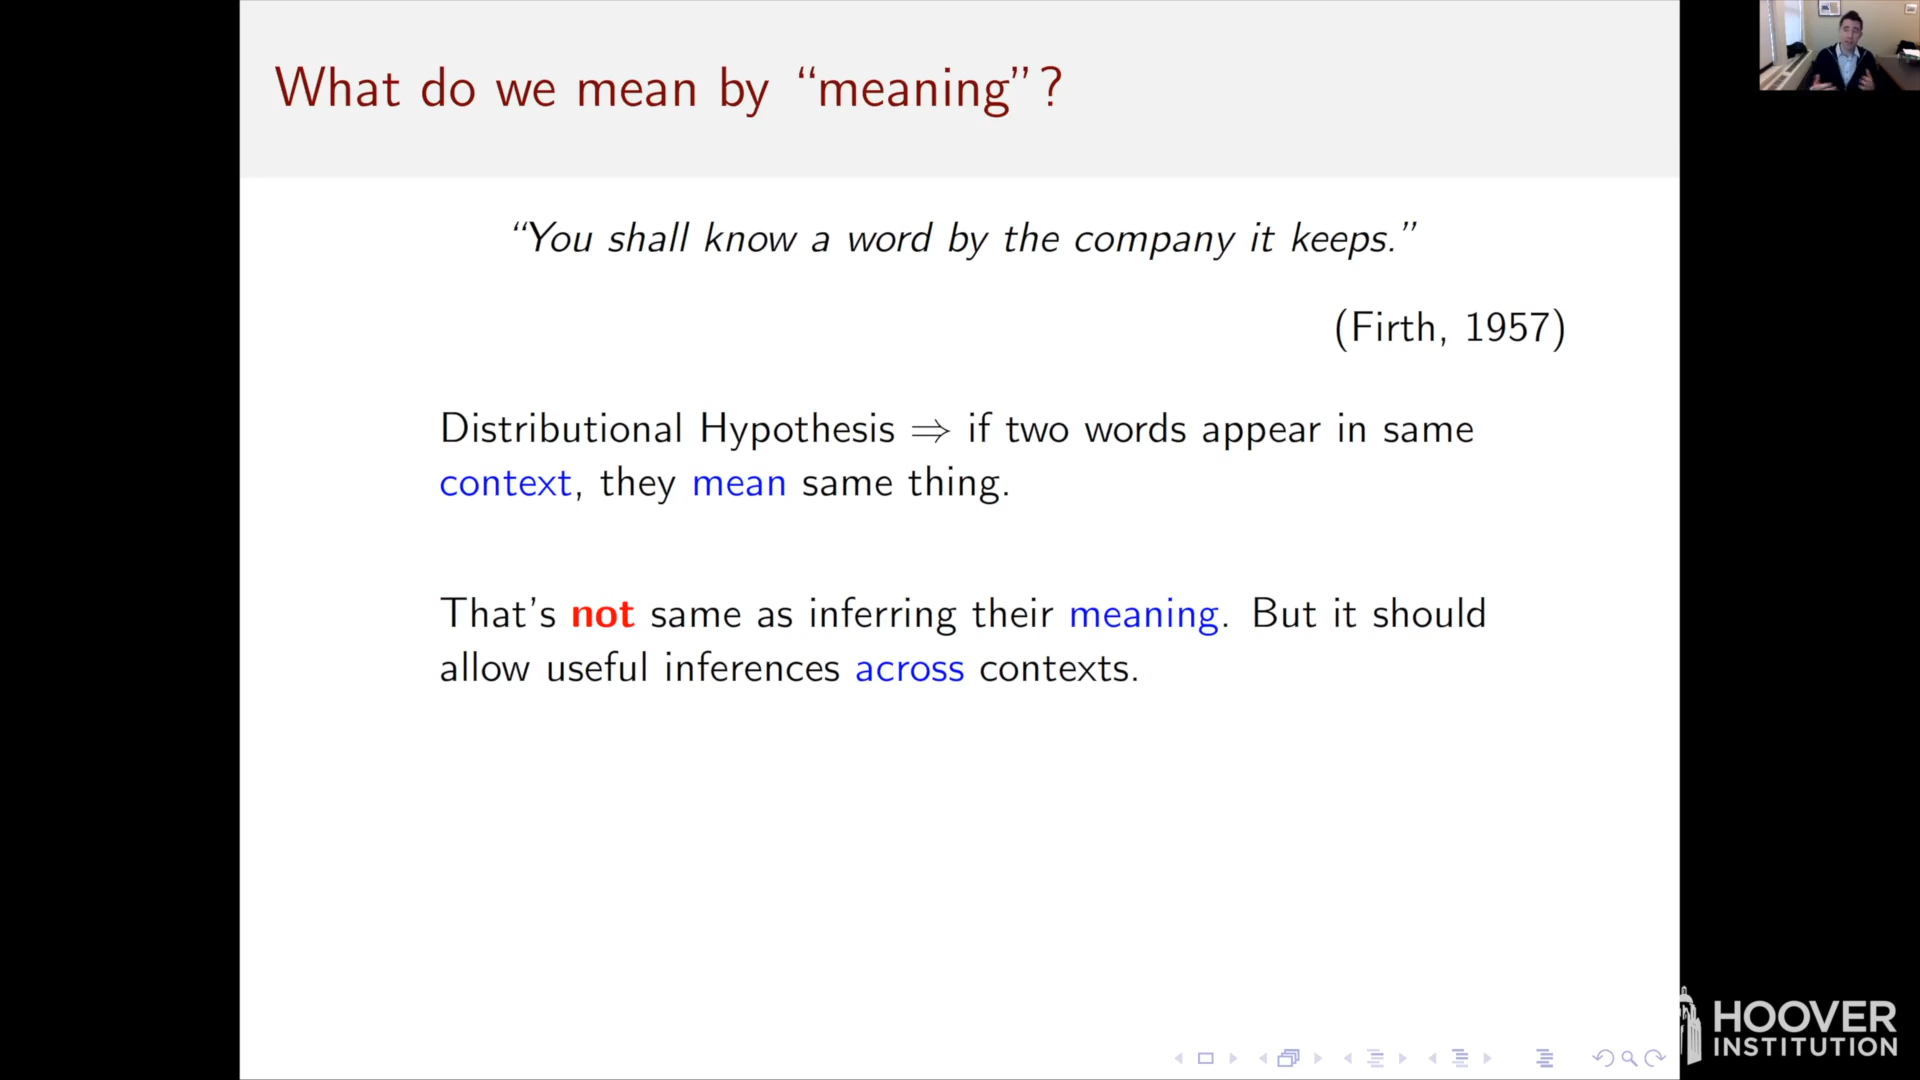 What do we mean by “meaning”?
“You shall know a word by the company it keeps.”
(Firth, 1957)
Distributional Hypothesis ⇒ if two words appear in same
context, they mean same thing.
That’s not same as inferring their meaning. But it should
allow useful inferences across contexts.
HOOVER
INSTITUTION